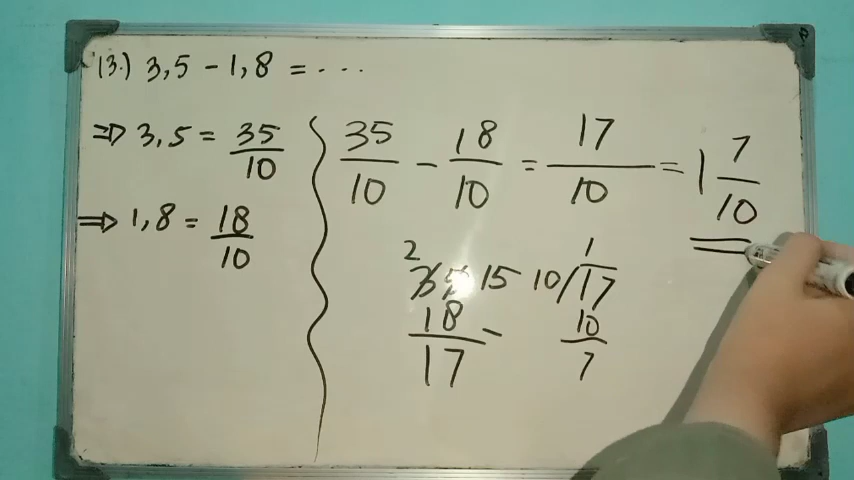 13.) 3,5 - 1,8 = ...
⇒ 3,5 = 35/10
⇒ 1,8 = 18/10
35/10 - 18/10 = 17/10 = 1 7/10
2
35 15
18 -
17
1
10/17
10
7